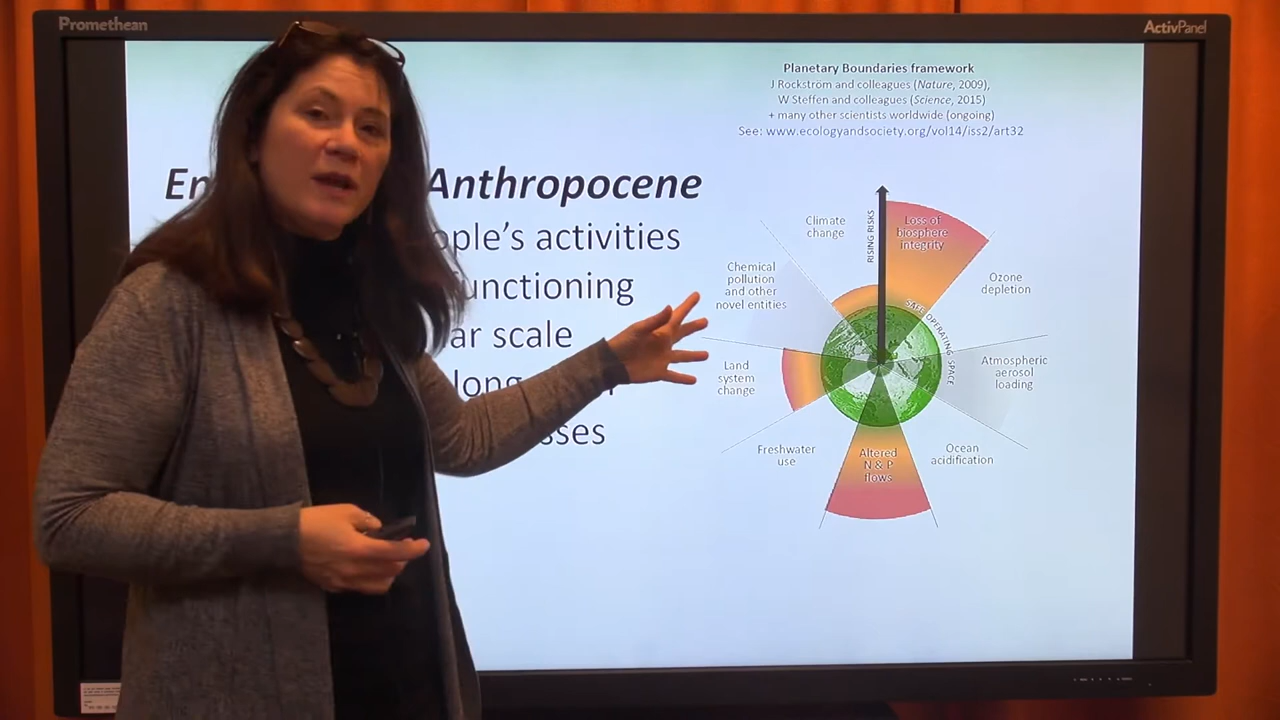 Promethean
ActivPanel
Planetary Boundaries framework
J Rockstrom and colleagues (Nature, 2009),
W Steffen and colleagues (Science, 2015)
+ many other scientists worldwide (ongoing)
See: www.ecologyandsociety.org/vol14/iss2/art32
En Anthropocene
ople's activities
unctioning
ar scale
long
sses
RISING RISKS
Climate
change
Loss of
biosphere
integrity
Chemical
pollution
and other
novel entities
Ozone
depletion
SAFE OPERATING SPACE
Land
system
change
Atmospheric
aerosol
loading
Freshwater
use
Altered
N & P
flows
Ocean
acidification